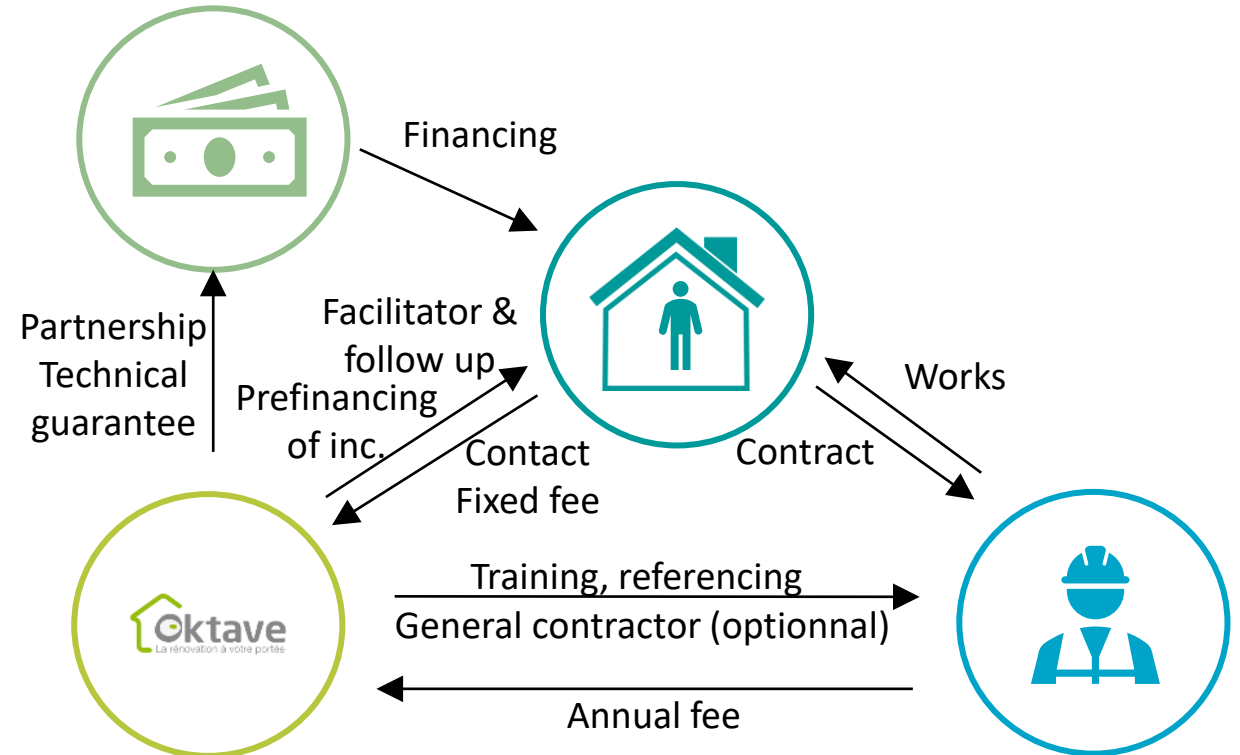 Financing
Partnership
Technical
guarantee
Facilitator &
follow up
Prefinancing
of inc.
Contact
Fixed fee
Works
Contract
Oktave
La rénovation à votre portée
Training, referencing
General contractor (optionnal)
Annual fee